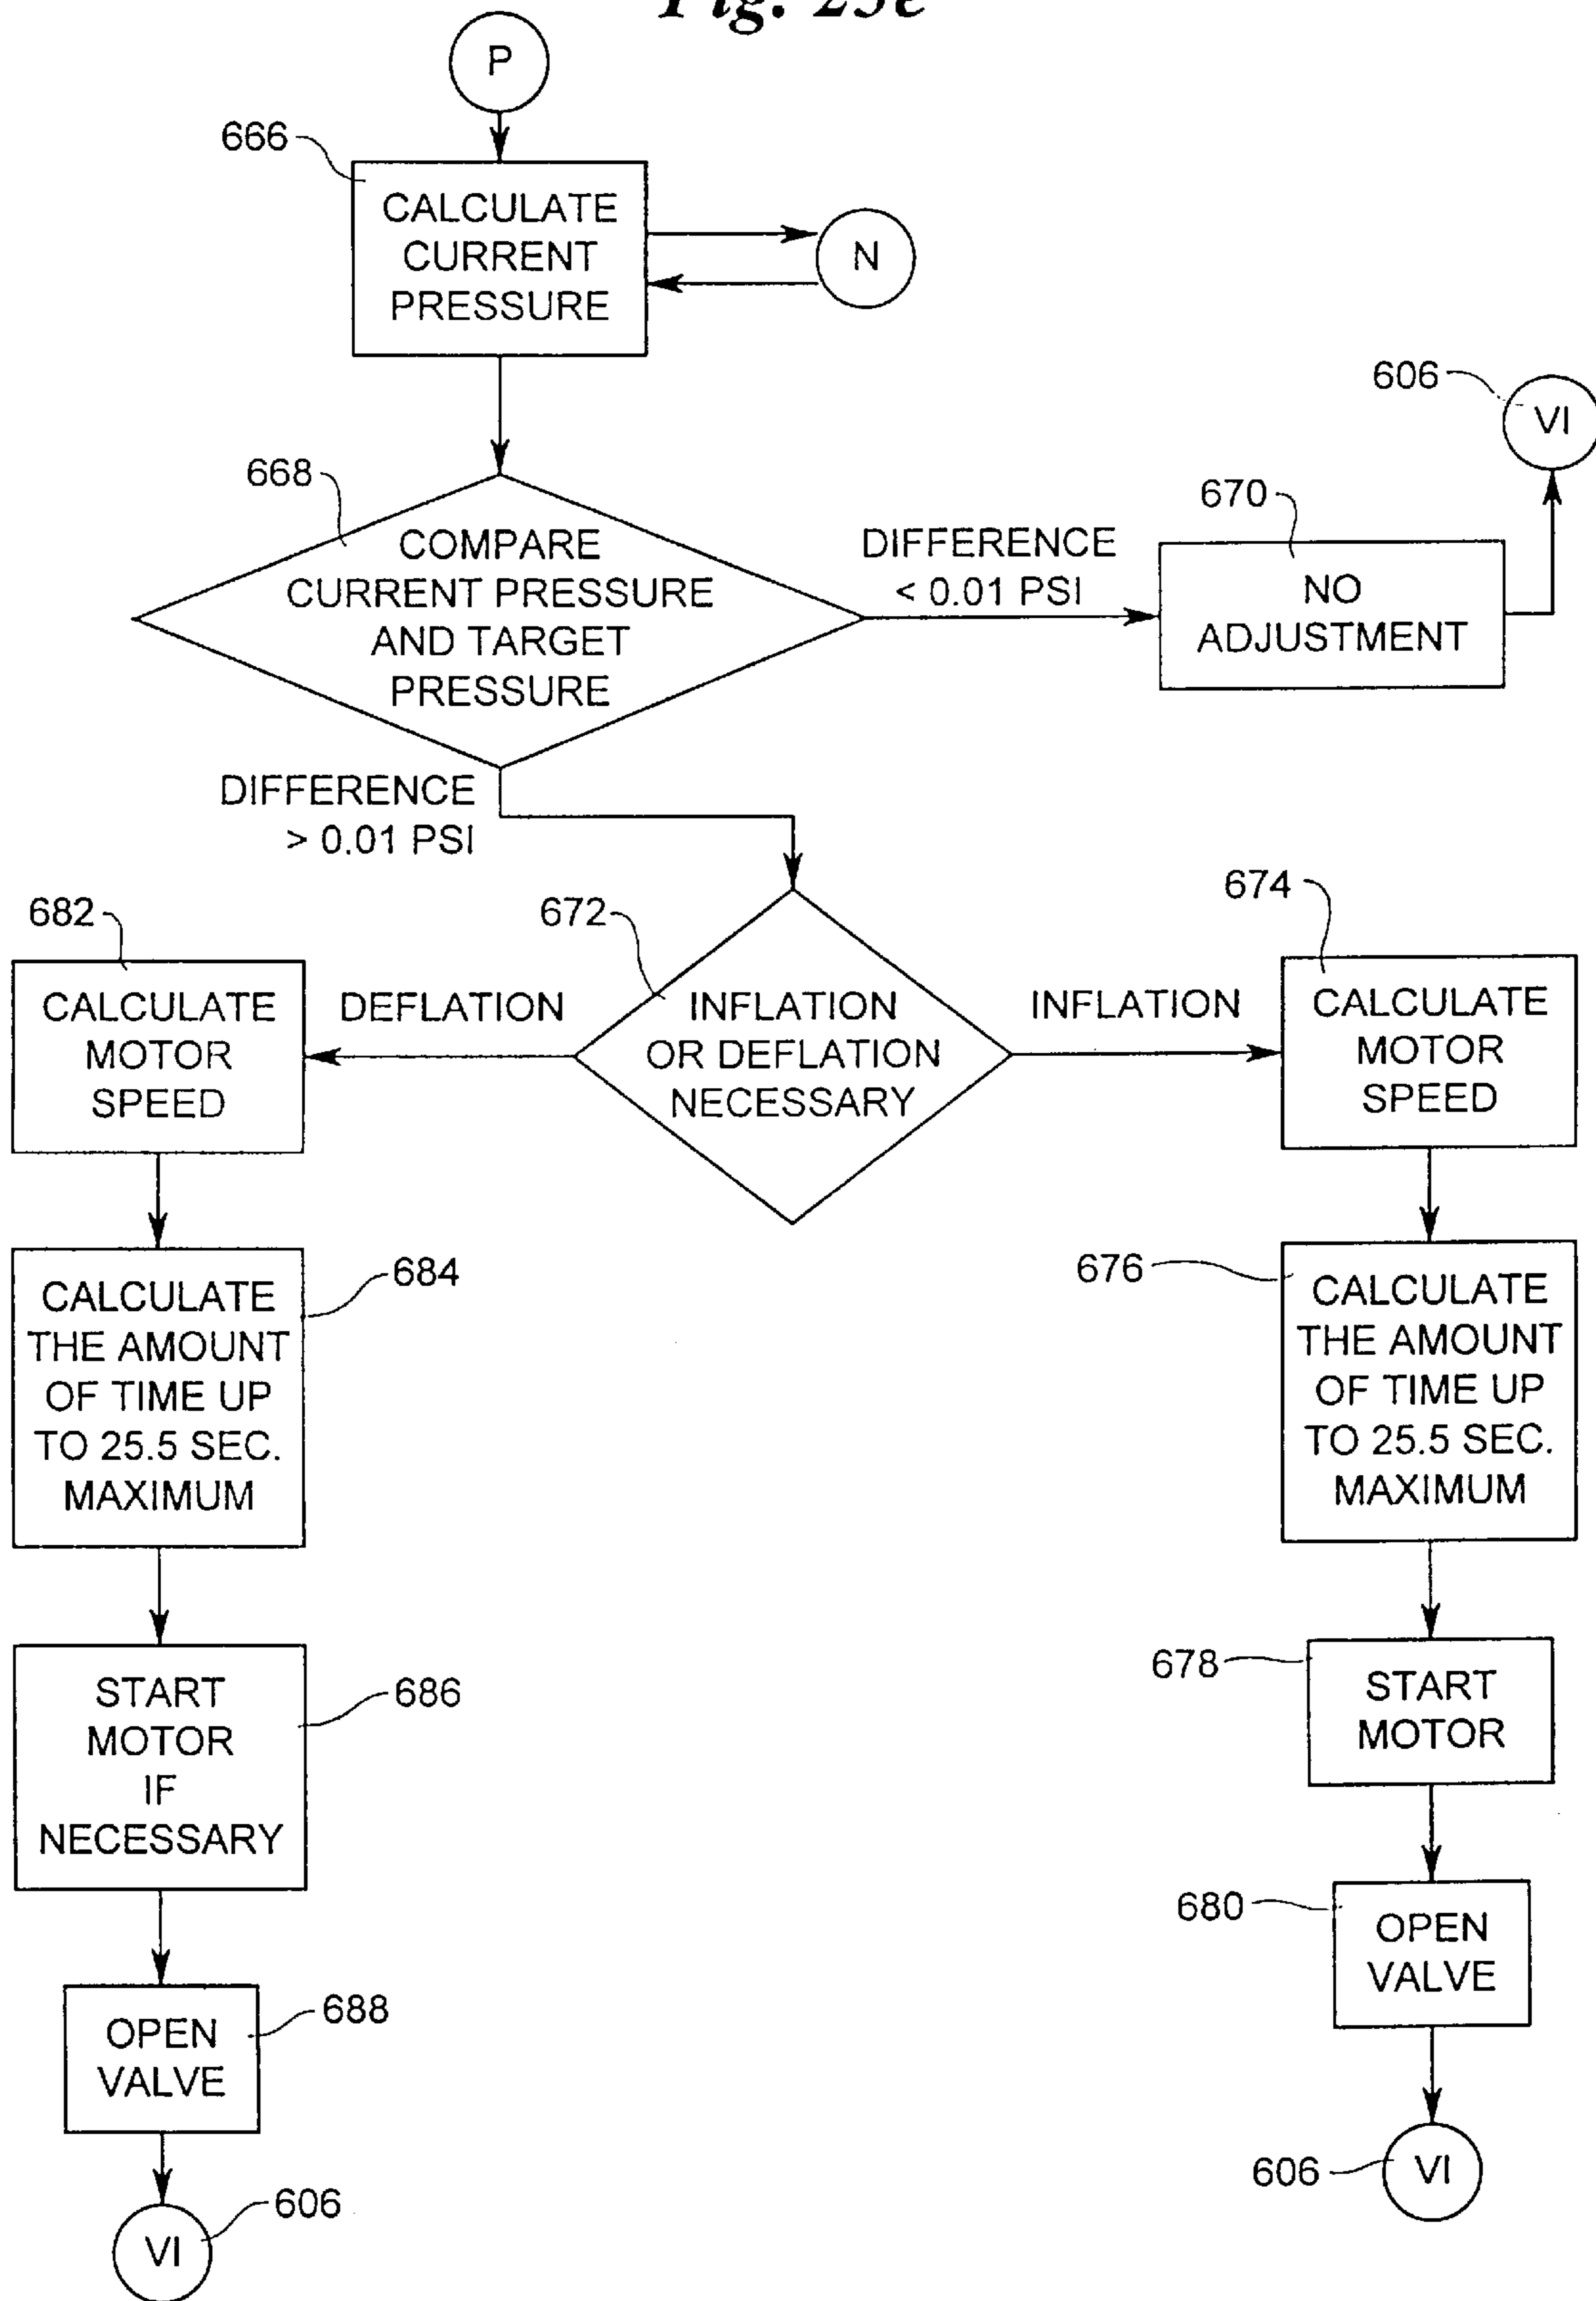 P
666
CALCULATE
CURRENT
PRESSURE
N
606
VI
668
COMPARE
CURRENT PRESSURE
AND TARGET
PRESSURE
DIFFERENCE
< 0.01 PSI
670
NO
ADJUSTMENT
DIFFERENCE
> 0.01 PSI
682
CALCULATE
MOTOR
SPEED
DEFLATION
672
INFLATION
OR DEFLATION
NECESSARY
INFLATION
674
CALCULATE
MOTOR
SPEED
684
CALCULATE
THE AMOUNT
OF TIME UP
TO 25.5 SEC.
MAXIMUM
676
CALCULATE
THE AMOUNT
OF TIME UP
TO 25.5 SEC.
MAXIMUM
686
START
MOTOR
IF
NECESSARY
678
START
MOTOR
688
OPEN
VALVE
680
OPEN
VALVE
606
VI
606
VI